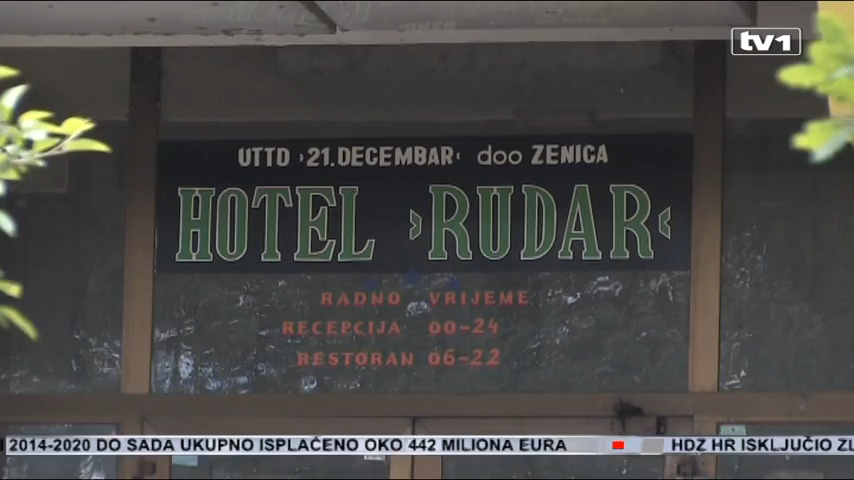 tv1
UTTD ›21.DECEMBAR‹ doo ZENICA
HOTEL ›RUDAR‹
RADNO VRIJEME
RECEPCIJA 00-24
RESTORAN 06-22
2014-2020 DO SADA UKUPNO ISPLAĆENO OKO 442 MILIONA EURA HDZ HR ISKLJUČIO